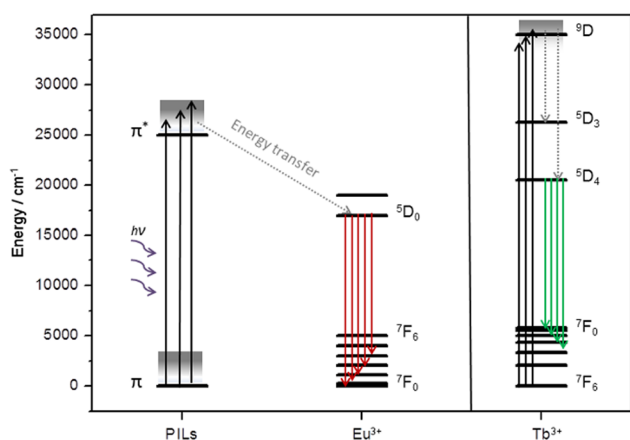 Energy / cm⁻¹
35000
30000
25000
20000
15000
10000
5000
0
π*
hν
π
Energy transfer
⁵D₀
⁷F₆
⁷F₀
⁹D
⁵D₃
⁵D₄
⁷F₀
⁷F₆
PILs
Eu³⁺
Tb³⁺